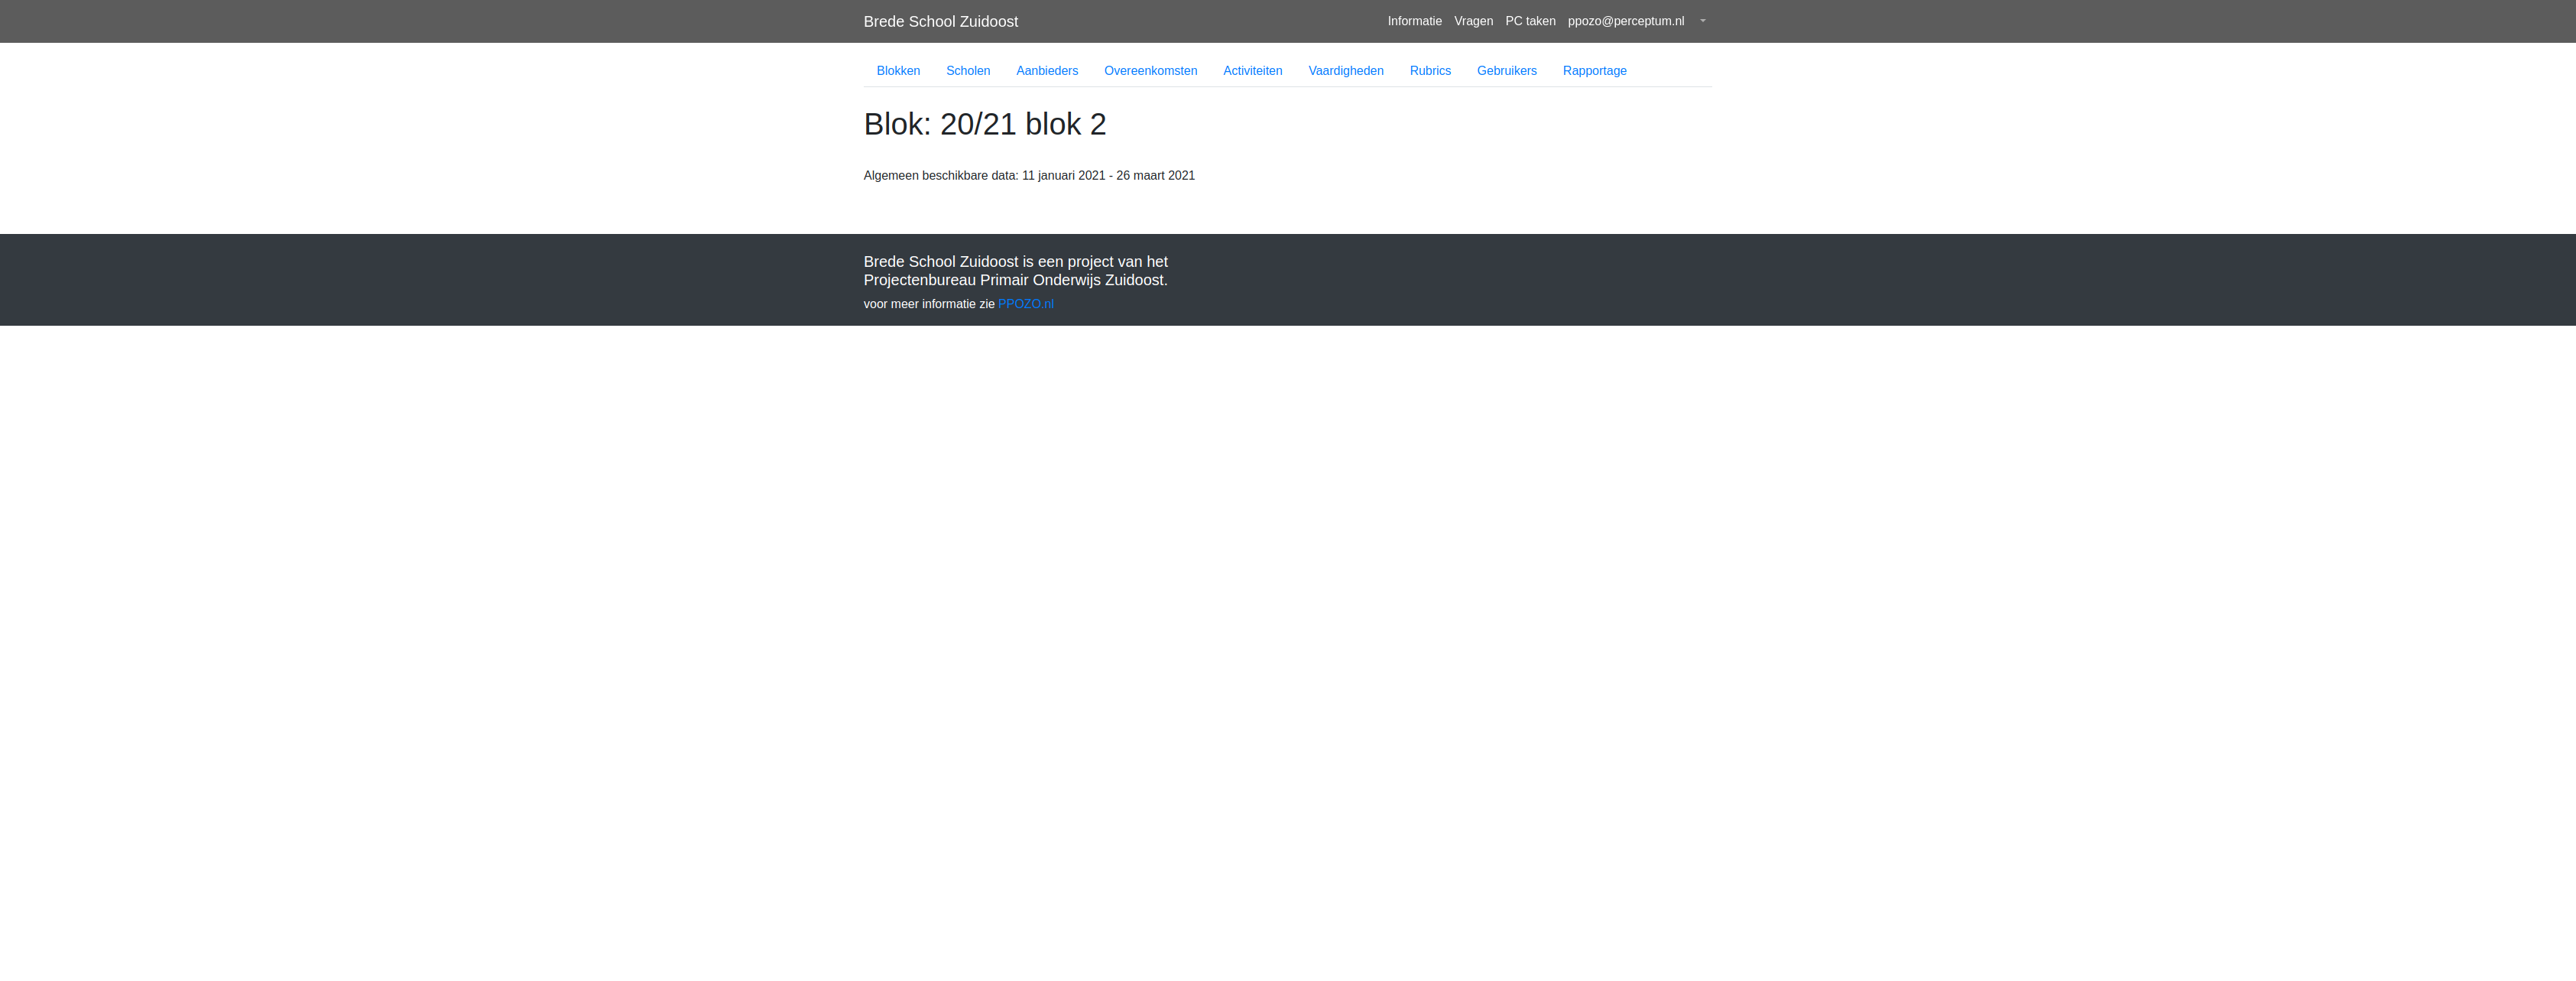 Brede School Zuidoost
Informatie Vragen PC taken ppozo@perceptum.nl
Blokken Scholen Aanbieders Overeenkomsten Activiteiten Vaardigheden Rubrics Gebruikers Rapportage
Blok: 20/21 blok 2
Algemeen beschikbare data: 11 januari 2021 - 26 maart 2021
Brede School Zuidoost is een project van het
Projectenbureau Primair Onderwijs Zuidoost.
voor meer informatie zie PPOZO.nl